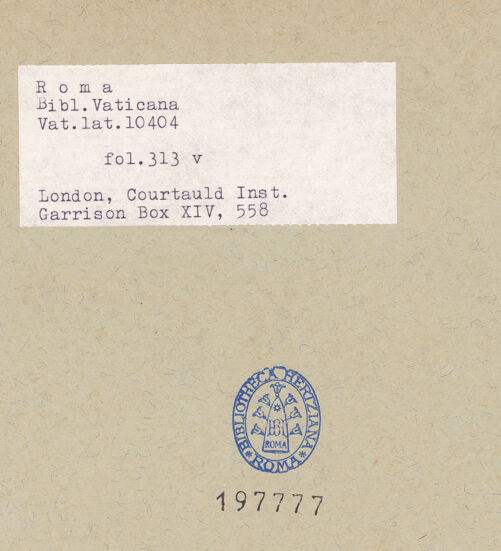 R o m a
Bibl.Vaticana
Vat.lat.10404
fol.313 v
London, Courtauld Inst.
Garrison Box XIV, 558
BIBLIOTHECA HERTZIANA
BH
ROMA
* ROMA *
197777